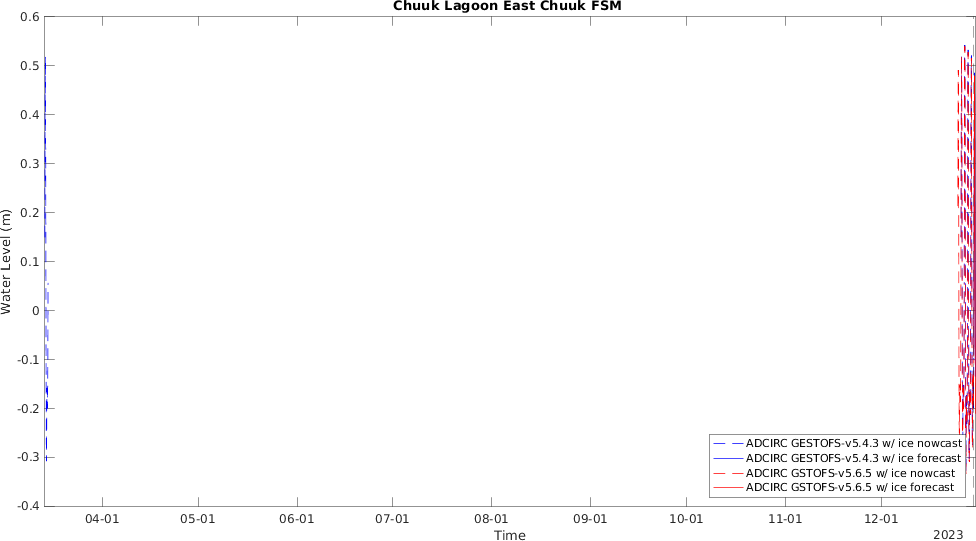 Chuuk Lagoon East Chuuk FSM
0.6
0.5
0.4
0.3
0.2
0.1
0
-0.1
-0.2
-0.3
-0.4
Water Level (m)
ADCIRC GESTOFS-v5.4.3 w/ ice nowcast
ADCIRC GESTOFS-v5.4.3 w/ ice forecast
ADCIRC GSTOFS-v5.6.5 w/ ice nowcast
ADCIRC GSTOFS-v5.6.5 w/ ice forecast
04-01 05-01 06-01 07-01 08-01 09-01 10-01 11-01 12-01
Time
2023